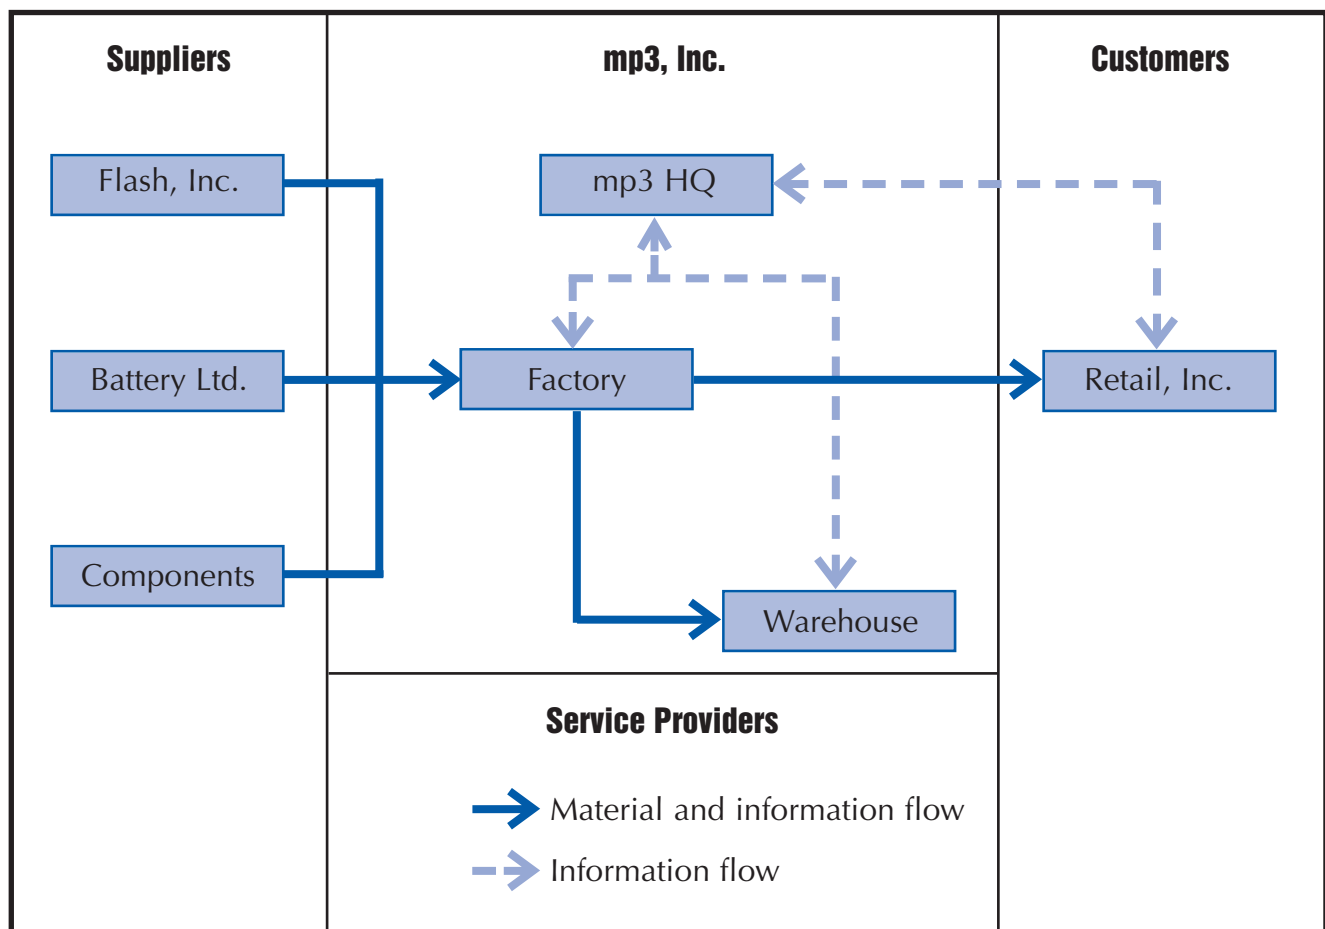 Suppliers
mp3, Inc.
Customers
Flash, Inc.
mp3 HQ
Battery Ltd.
Factory
Retail, Inc.
Components
Warehouse
Service Providers
Material and information flow
Information flow